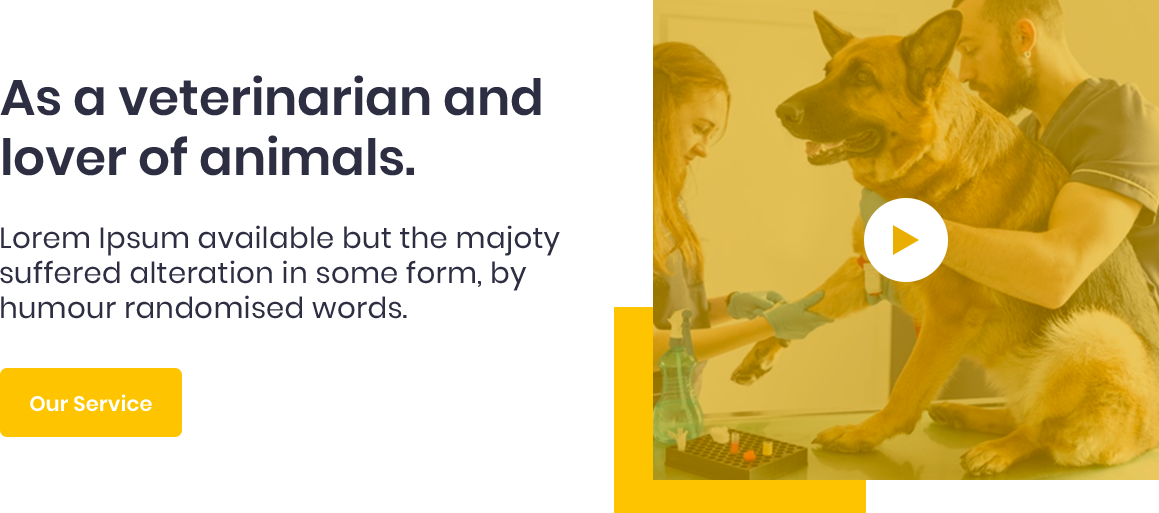 As a veterinarian and
lover of animals.
Lorem Ipsum available but the majoty
suffered alteration in some form, by
humour randomised words.
Our Service